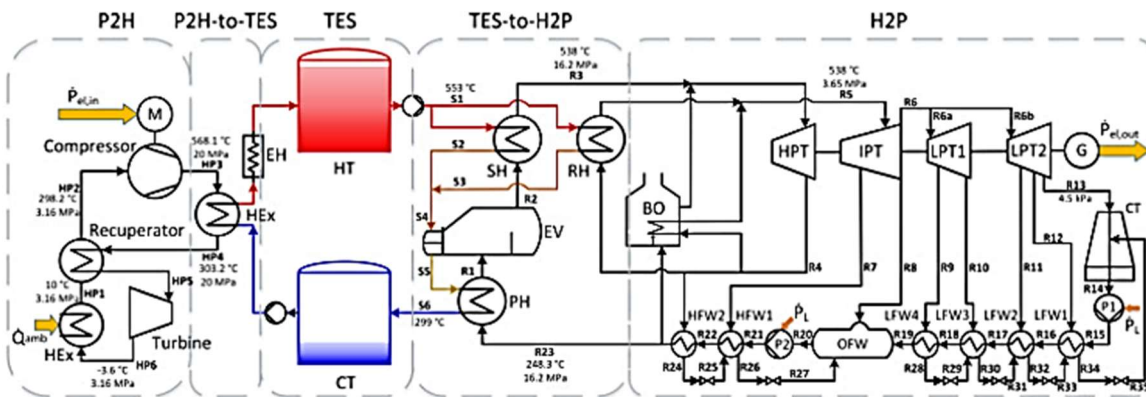 P2H
P2H-to-TES
TES
TES-to-H2P
H2P
Ṗel,in
M
Compressor
568.1 °C
20 MPa
HP3
HP2
298.2 °C
3.16 MPa
Recuperator
HEx
HP4
303.2 °C
20 MPa
HP5
10 °C
3.16 MPa
HP1
Q̇amb
HEx
Turbine
-3.6 °C
3.16 MPa
HP6
EH
HT
CT
553 °C
S1
S2
S3
S4
S5
S6
299 °C
SH
RH
R2
EV
R1
PH
538 °C
16.2 MPa
R3
R23
248.3 °C
16.2 MPa
538 °C
3.65 MPa
R5
R6
R6a
R6b
HPT
IPT
LPT1
LPT2
G
Ṗel,out
BO
R13
4.5 kPa
CT
R12
R4
R7
R8
R9
R10
R11
R14
P1
ṖL
HFW2
HFW1
ṖL
LFW4
LFW3
LFW2
LFW1
R22
R21
P2
R20
OFW
R19
R18
R17
R16
R15
R24
R25
R26
R27
R28
R29
R30
R31
R32
R33
R34
R35